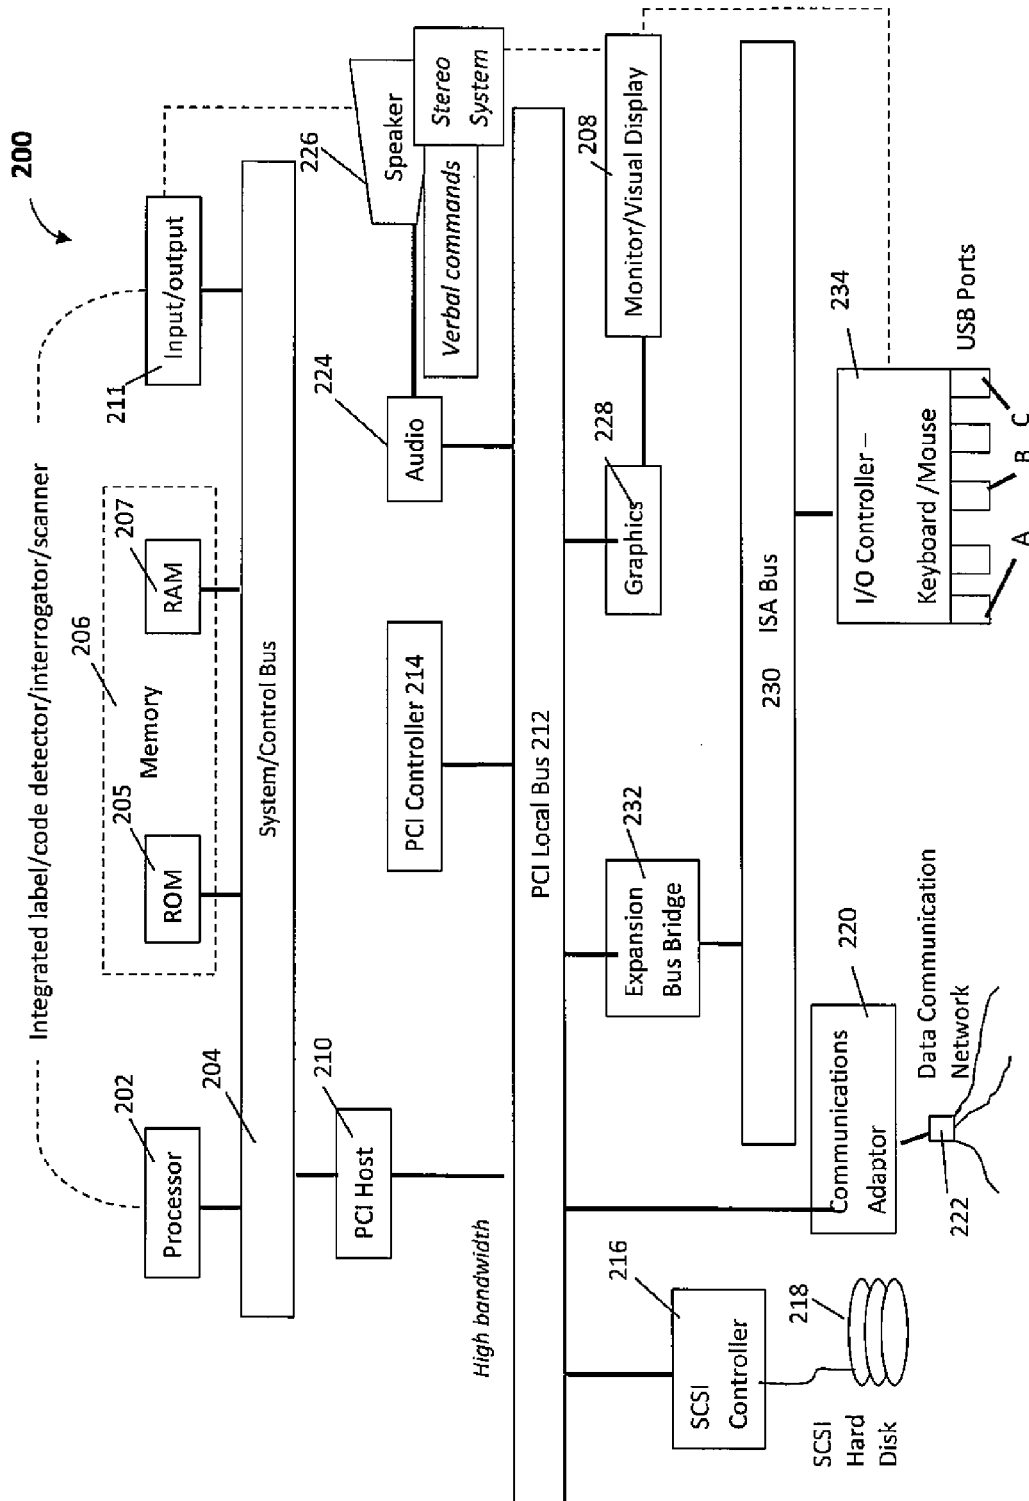 200
Integrated label/code detector/interrogator/scanner
202
Processor
206
205
ROM
Memory
207
RAM
211
Input/output
204
System/Control Bus
210
PCI Host
PCI Controller 214
224
Audio
226
Speaker
Verbal commands
Stereo
System
High bandwidth
PCI Local Bus 212
216
SCSI
Controller
218
SCSI
Hard
Disk
232
Expansion
Bus Bridge
228
Graphics
208
Monitor/Visual Display
230
ISA Bus
220
Communications
Adaptor
222
Data Communication
Network
234
I/O Controller –
Keyboard /Mouse
USB Ports
A
B
C